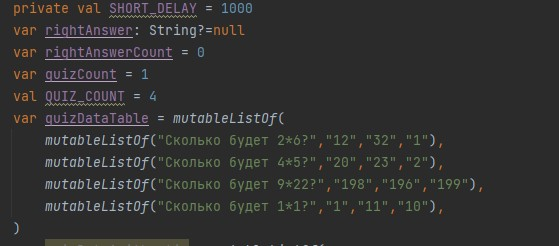 private val SHORT_DELAY = 1000
var rightAnswer: String?=null
var rightAnswerCount = 0
var quizCount = 1
val QUIZ_COUNT = 4
var quizDataTable = mutableListOf(
mutableListOf("Сколько будет 2*6?","12","32","1"),
mutableListOf("Сколько будет 4*5?","20","23","2"),
mutableListOf("Сколько будет 9*22?","198","196","199"),
mutableListOf("Сколько будет 1*1?","1","11","10"),
)